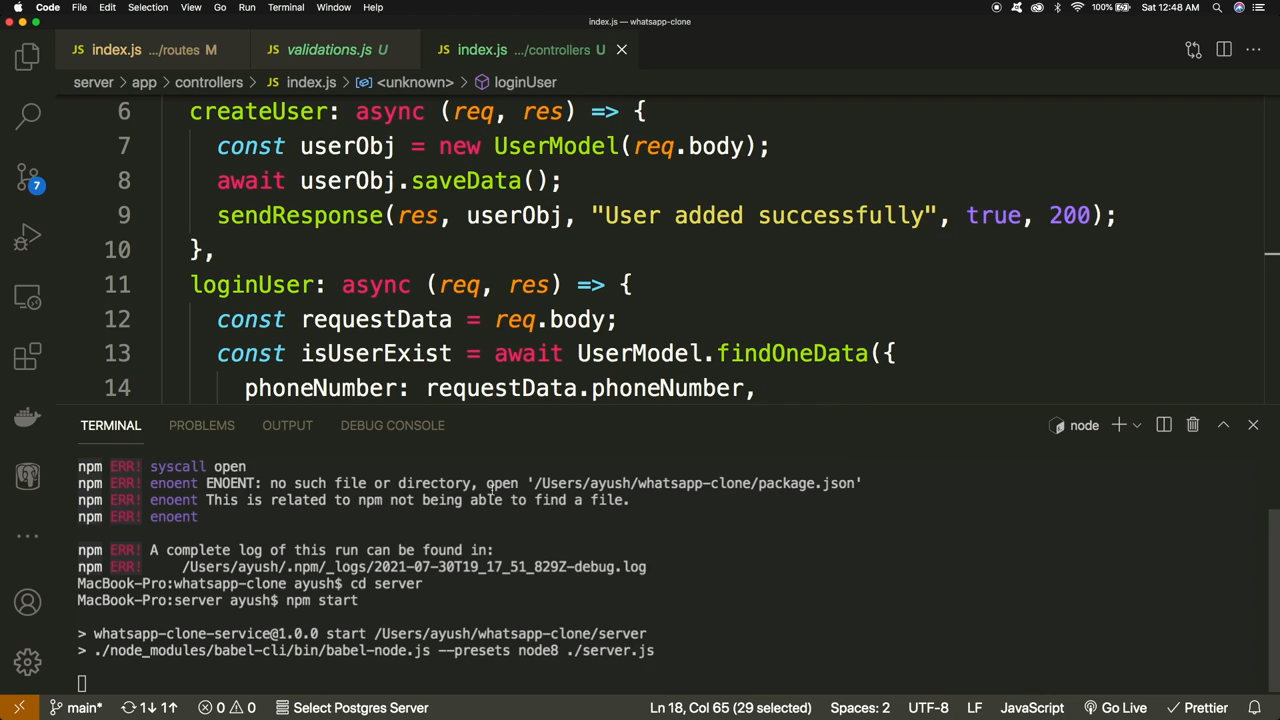 Code File Edit Selection View Go Run Terminal Window Help 100% Sat 12:48 AM
index.js — whatsapp-clone
JS index.js .../routes M JS validations.js U JS index.js .../controllers U
server > app > controllers > JS index.js > <unknown> > loginUser
6 createUser: async (req, res) => {
7 const userObj = new UserModel(req.body);
8 await userObj.saveData();
9 sendResponse(res, userObj, "User added successfully", true, 200);
10 },
11 loginUser: async (req, res) => {
12 const requestData = req.body;
13 const isUserExist = await UserModel.findOneData({
14 phoneNumber: requestData.phoneNumber,
7
TERMINAL PROBLEMS OUTPUT DEBUG CONSOLE node
npm ERR! syscall open
npm ERR! enoent ENOENT: no such file or directory, open '/Users/ayush/whatsapp-clone/package.json'
npm ERR! enoent This is related to npm not being able to find a file.
npm ERR! enoent
npm ERR! A complete log of this run can be found in:
npm ERR! /Users/ayush/.npm/_logs/2021-07-30T19_17_51_829Z-debug.log
MacBook-Pro:whatsapp-clone ayush$ cd server
MacBook-Pro:server ayush$ npm start
> whatsapp-clone-service@1.0.0 start /Users/ayush/whatsapp-clone/server
> ./node_modules/babel-cli/bin/babel-node.js --presets node8 ./server.js
main* 1↓ 1↑ 0 0 Select Postgres Server Ln 18, Col 65 (29 selected) Spaces: 2 UTF-8 LF JavaScript Go Live Prettier